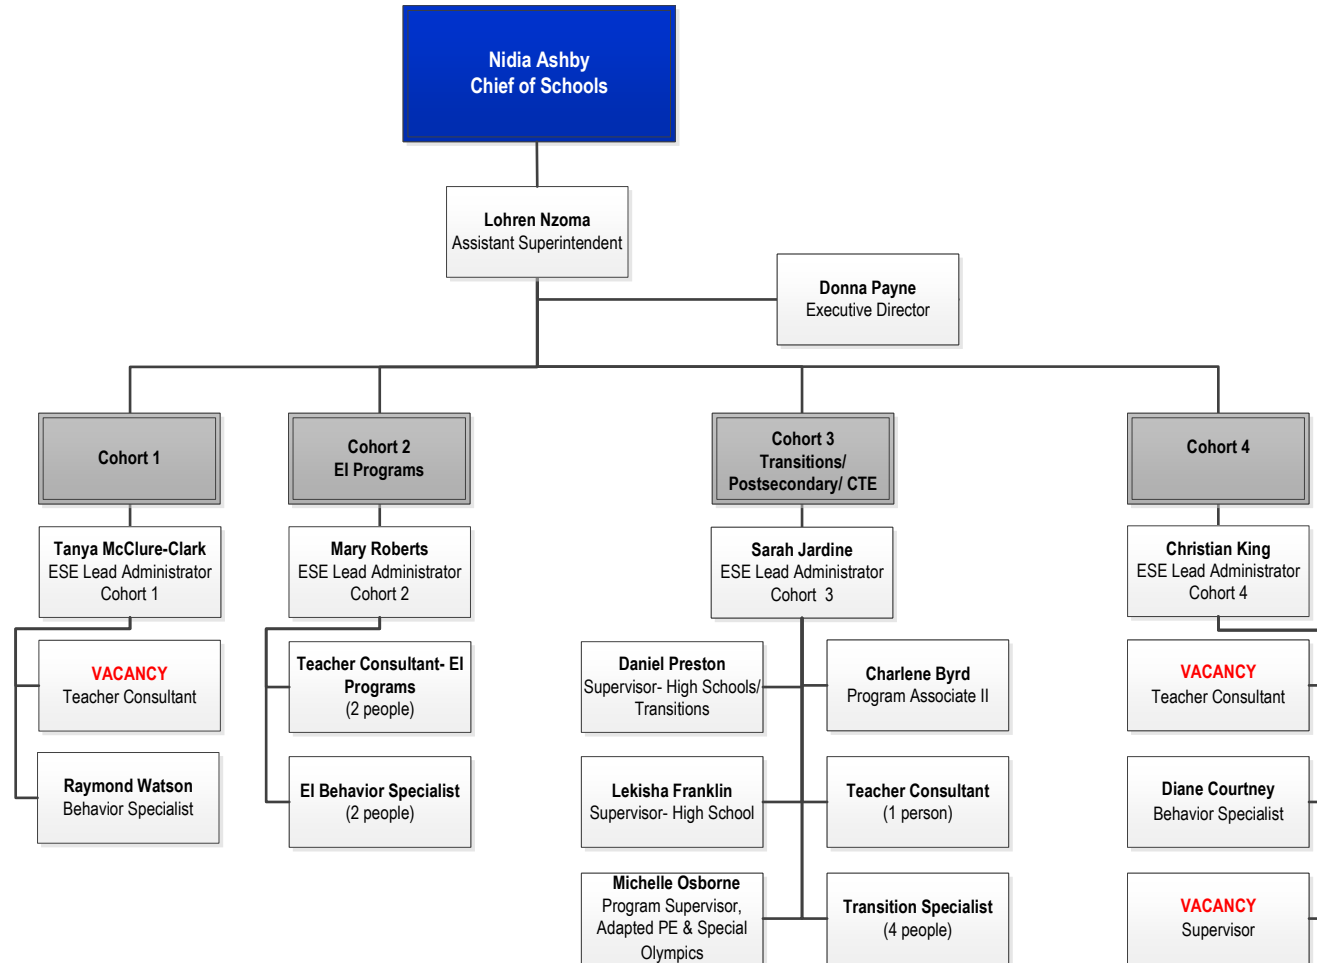 Nidia Ashby
Chief of Schools
Lohren Nzoma
Assistant Superintendent
Donna Payne
Executive Director
Cohort 1
Cohort 2
EI Programs
Cohort 3
Transitions/
Postsecondary/ CTE
Cohort 4
Tanya McClure-Clark
ESE Lead Administrator
Cohort 1
Mary Roberts
ESE Lead Administrator
Cohort 2
Sarah Jardine
ESE Lead Administrator
Cohort 3
Christian King
ESE Lead Administrator
Cohort 4
VACANCY
Teacher Consultant
Raymond Watson
Behavior Specialist
Teacher Consultant- EI
Programs
(2 people)
EI Behavior Specialist
(2 people)
Daniel Preston
Supervisor- High Schools/
Transitions
Charlene Byrd
Program Associate II
Lekisha Franklin
Supervisor- High School
Teacher Consultant
(1 person)
Michelle Osborne
Program Supervisor,
Adapted PE & Special
Olympics
Transition Specialist
(4 people)
VACANCY
Teacher Consultant
Diane Courtney
Behavior Specialist
VACANCY
Supervisor